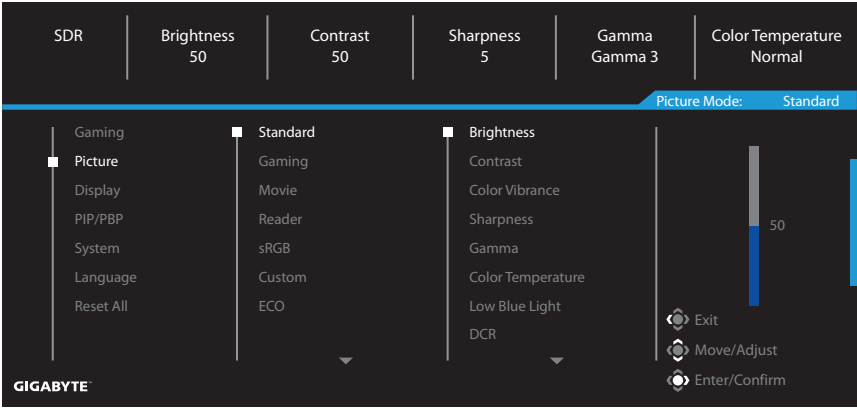 SDR Brightness Contrast Sharpness Gamma Color Temperature
50 50 5 Gamma 3 Normal
Picture Mode: Standard
Gaming Standard Brightness
Picture Gaming Contrast
Display Movie Color Vibrance
PIP/PBP Reader Sharpness
System sRGB Gamma
Language Custom Color Temperature
Reset All ECO Low Blue Light
DCR
50
Exit
Move/Adjust
Enter/Confirm
GIGABYTE™